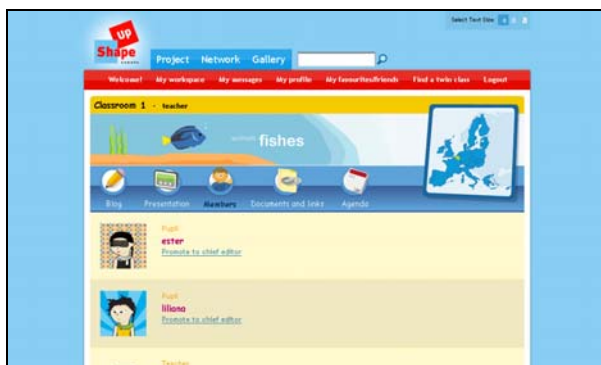 Select Text Size
up
Shape
Project Network Gallery
Welcome! My workspace My messages My profile My favourites/friends Find a twin class Logout
Classroom 1 - teacher
fishes
Blog Presentation Members Documents and links Agenda
Pupil
ester
Promote to chief editor
Pupil
liliana
Promote to chief editor
Teacher